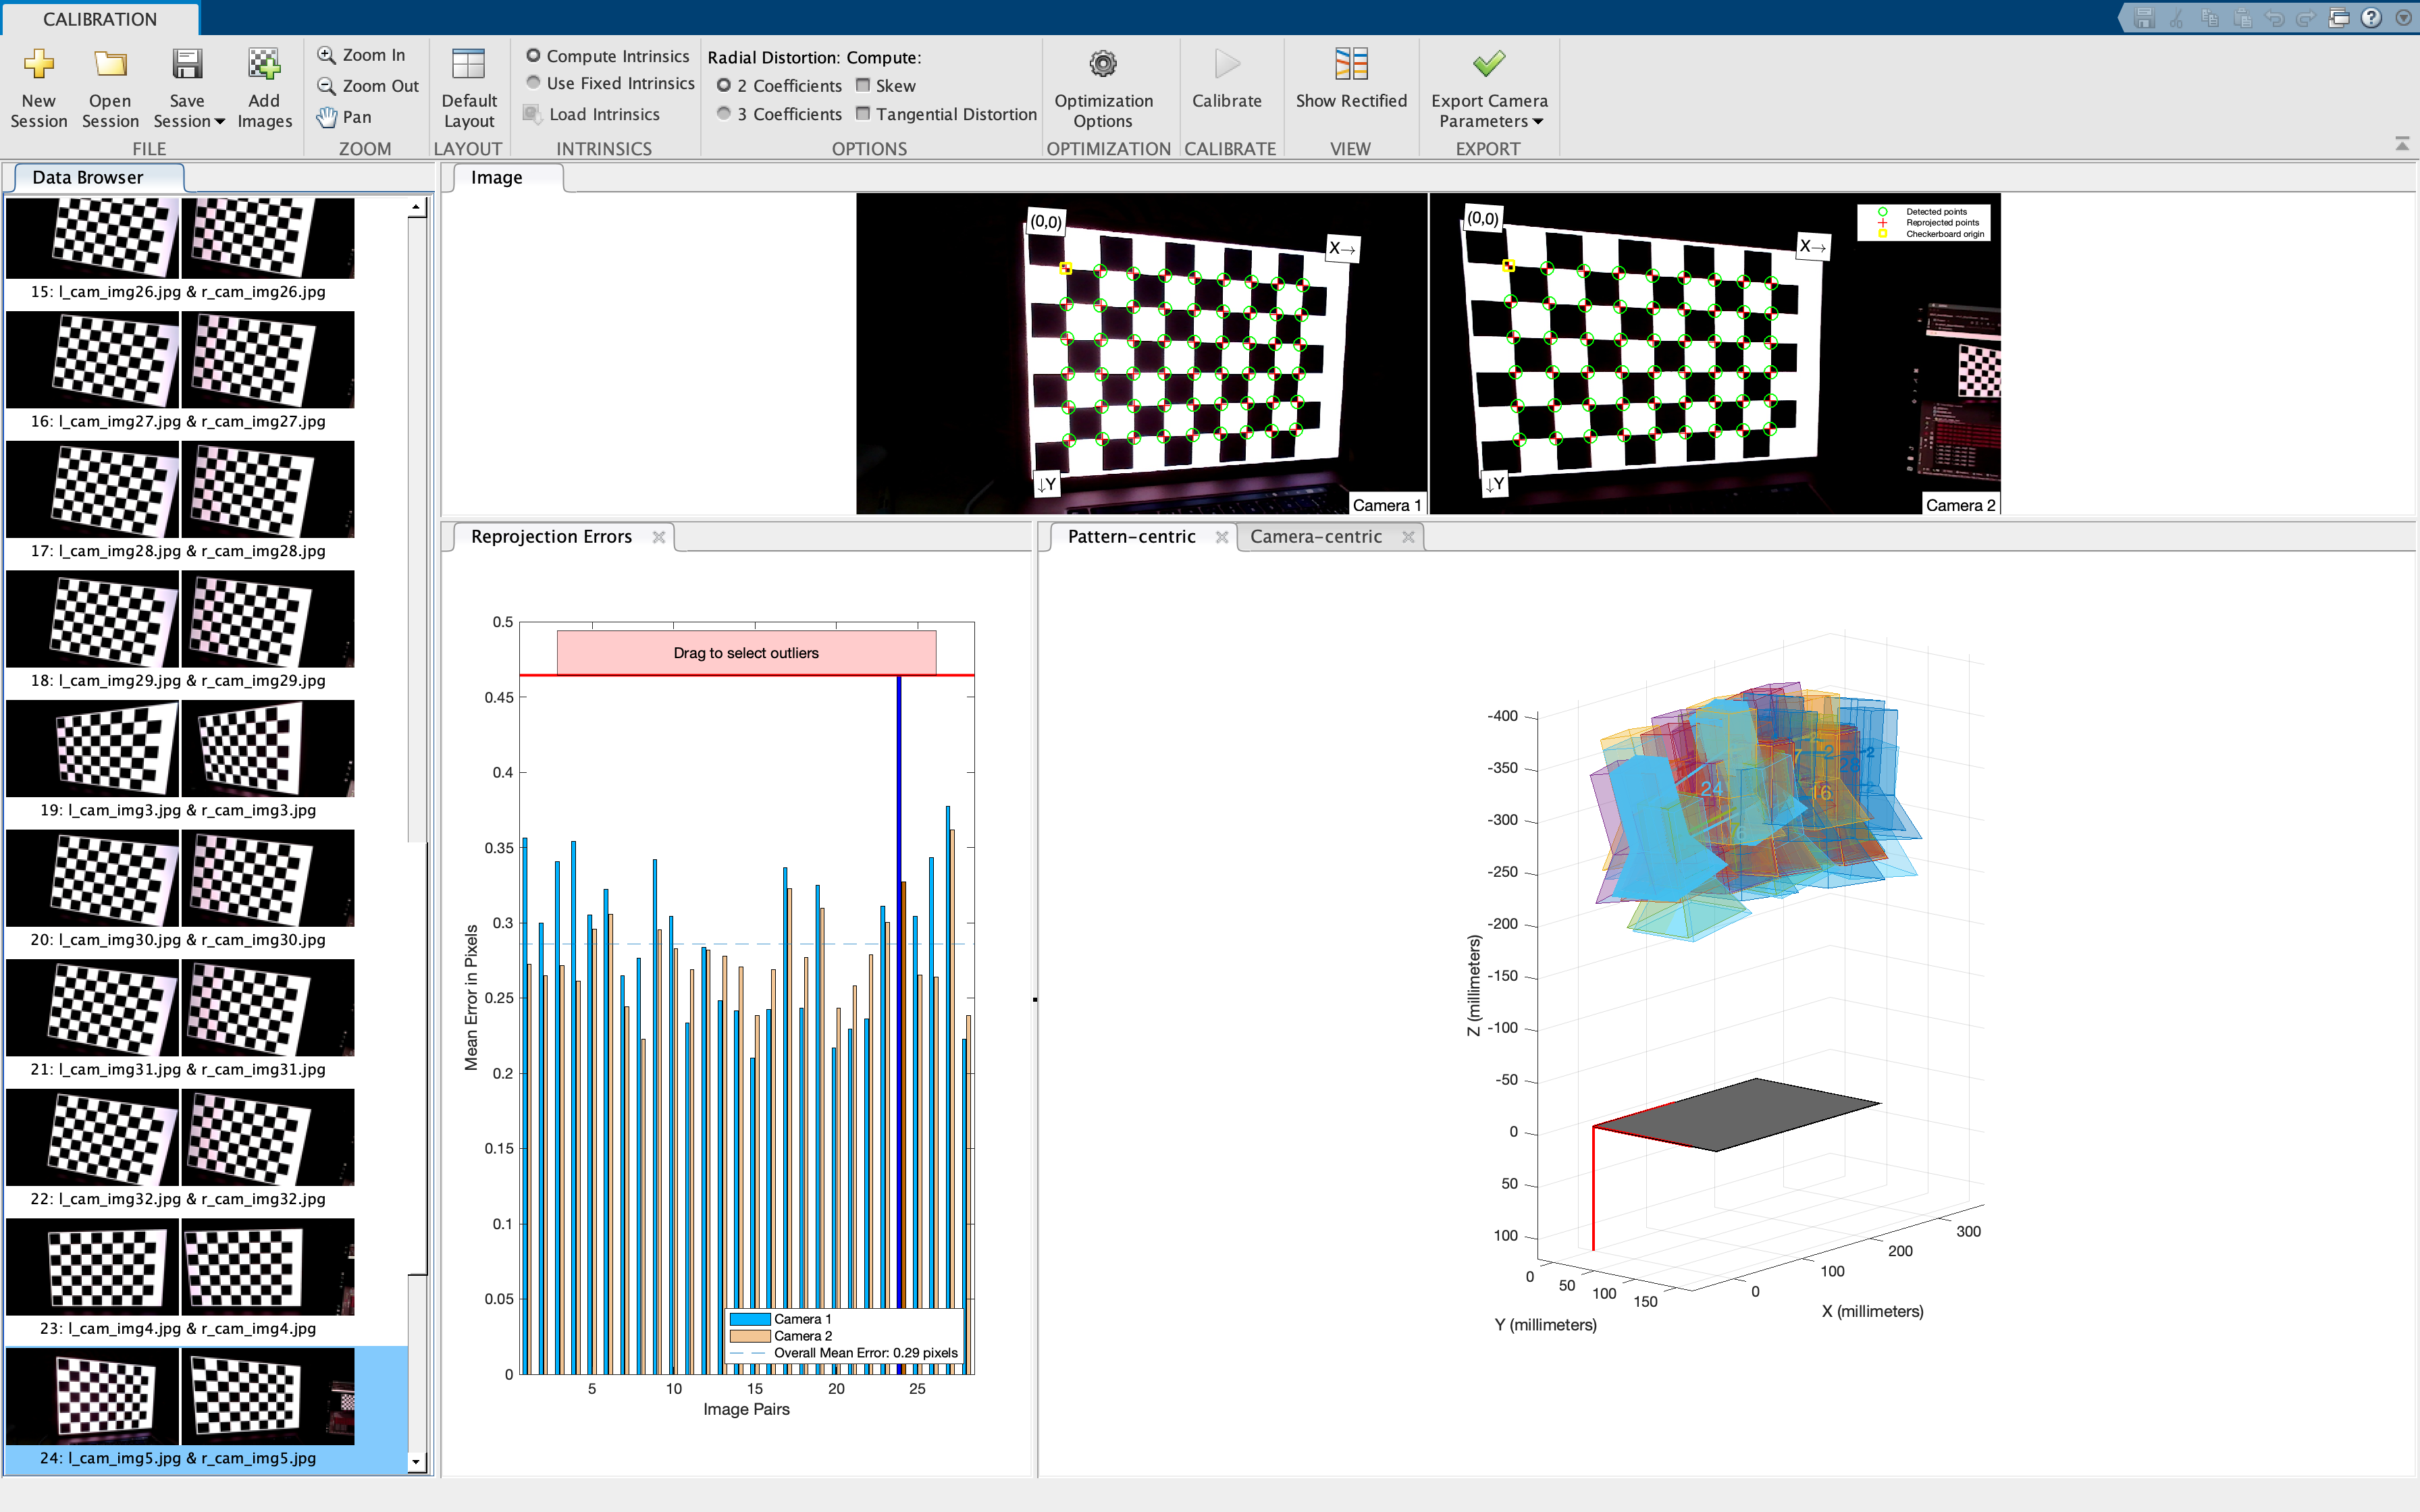 CALIBRATION
New Session
Open Session
Save Session
Add Images
FILE
Zoom In
Zoom Out
Pan
ZOOM
Default Layout
LAYOUT
Compute Intrinsics
Use Fixed Intrinsics
Load Intrinsics
INTRINSICS
Radial Distortion: Compute:
2 Coefficients Skew
3 Coefficients Tangential Distortion
OPTIONS
Optimization Options
OPTIMIZATION
Calibrate
CALIBRATE
Show Rectified
VIEW
Export Camera Parameters
EXPORT
Data Browser
15: l_cam_img26.jpg & r_cam_img26.jpg
16: l_cam_img27.jpg & r_cam_img27.jpg
17: l_cam_img28.jpg & r_cam_img28.jpg
18: l_cam_img29.jpg & r_cam_img29.jpg
19: l_cam_img3.jpg & r_cam_img3.jpg
20: l_cam_img30.jpg & r_cam_img30.jpg
21: l_cam_img31.jpg & r_cam_img31.jpg
22: l_cam_img32.jpg & r_cam_img32.jpg
23: l_cam_img4.jpg & r_cam_img4.jpg
24: l_cam_img5.jpg & r_cam_img5.jpg
Image
(0,0)
X→
↓Y
Camera 1
(0,0)
X→
↓Y
Camera 2
Detected points
Reprojected points
Checkerboard origin
Reprojection Errors
Drag to select outliers
0.5
0.45
0.4
0.35
0.3
0.25
0.2
0.15
0.1
0.05
0
Mean Error in Pixels
5 10 15 20 25
Image Pairs
Camera 1
Camera 2
Overall Mean Error: 0.29 pixels
Pattern-centric
Camera-centric
-400
-350
-300
-250
-200
-150
-100
-50
0
50
100
Z (millimeters)
0 50 100 150
Y (millimeters)
0 100 200 300
X (millimeters)
24
16
28